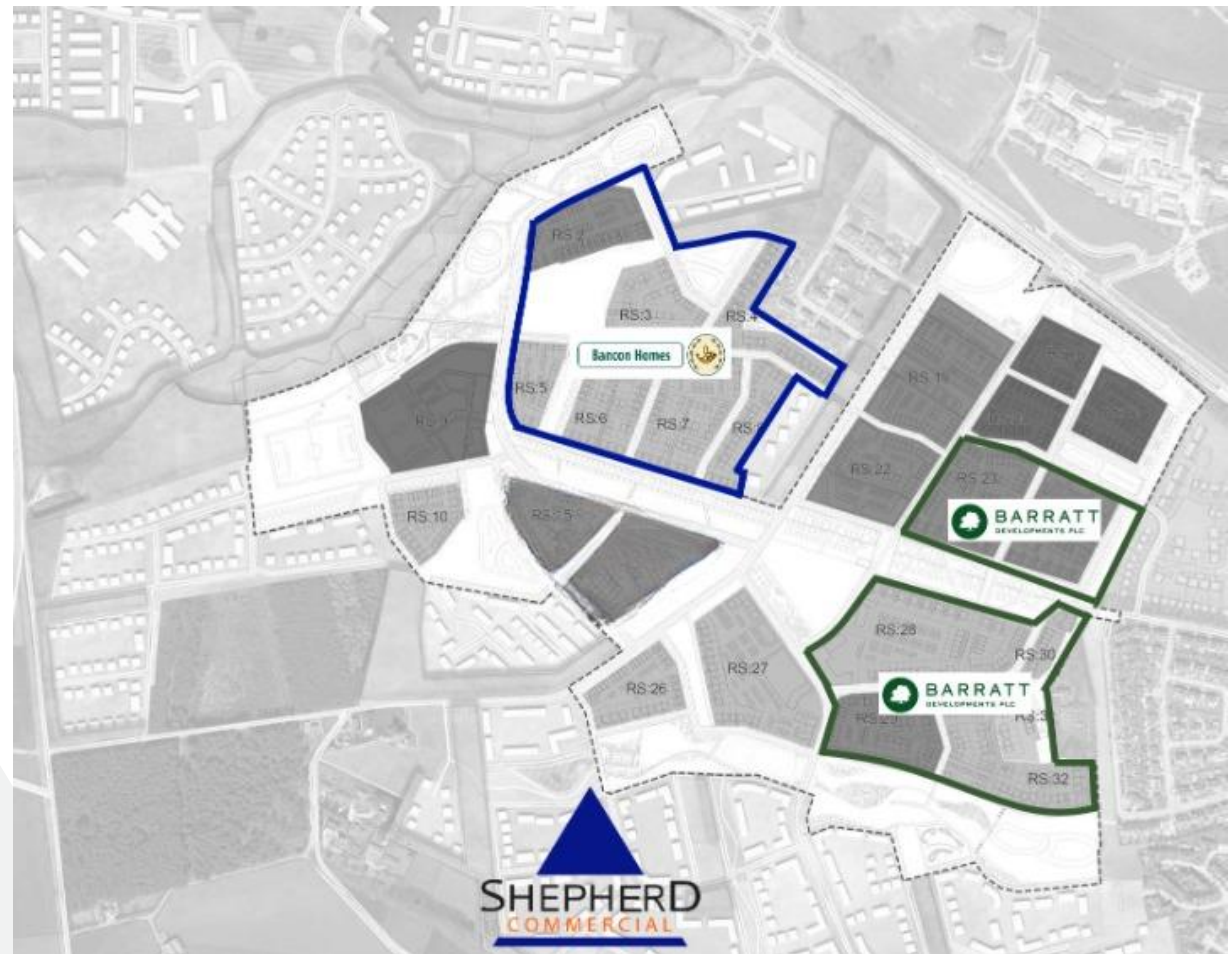 RS:2
RS:3
RS:4
Bancon Homes
RS:5
RS:6
RS:7
RS:10
RS:22
RS:23
BARRATT
DEVELOPMENTS PLC
RS:28
RS:30
RS:27
RS:26
BARRATT
DEVELOPMENTS PLC
RS:32
SHEPHERD
COMMERCIAL